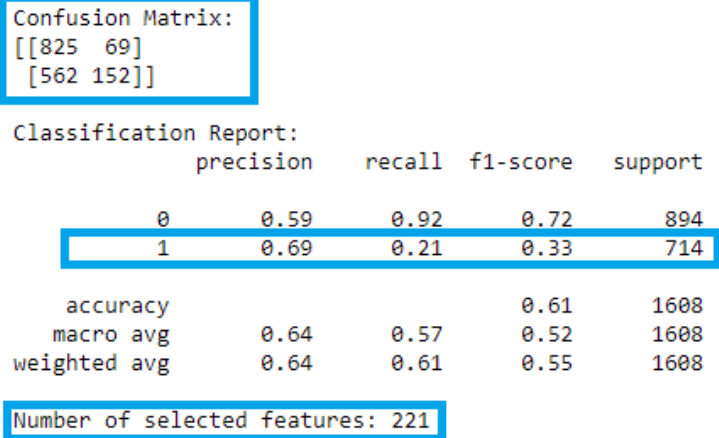 Confusion Matrix:
[[825  69]
 [562 152]]
Classification Report:
precision    recall  f1-score   support
0       0.59      0.92      0.72       894
1       0.69      0.21      0.33       714
accuracy                           0.61      1608
macro avg       0.64      0.57      0.52      1608
weighted avg       0.64      0.61      0.55      1608
Number of selected features: 221